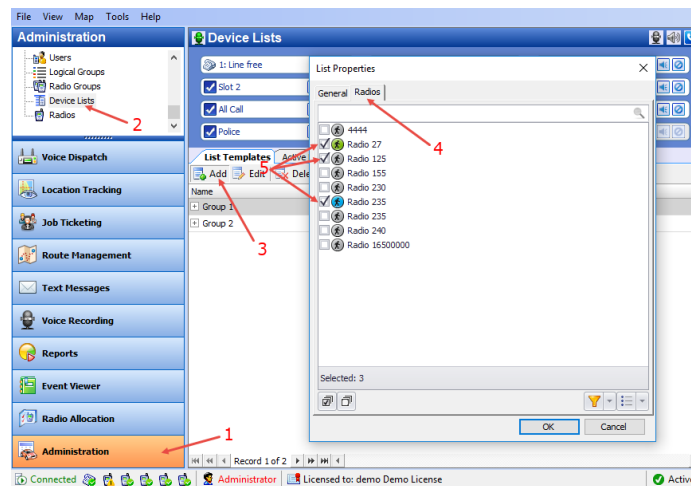 File View Map Tools Help
Administration
Users
Logical Groups
Radio Groups
Device Lists
Radios
2
Voice Dispatch
Location Tracking
Job Ticketing
Route Management
Text Messages
Voice Recording
Reports
Event Viewer
Radio Allocation
Administration
1
Device Lists
1: Line free
Slot 2
All Call
Police
List Templates Active
Add Edit Dele
Name
Group 1
Group 2
3
Record 1 of 2
List Properties
General Radios
4
5
4444
Radio 27
Radio 125
Radio 155
Radio 230
Radio 235
Radio 235
Radio 240
Radio 16500000
Selected: 3
OK Cancel
Connected Administrator Licensed to: demo Demo License Active